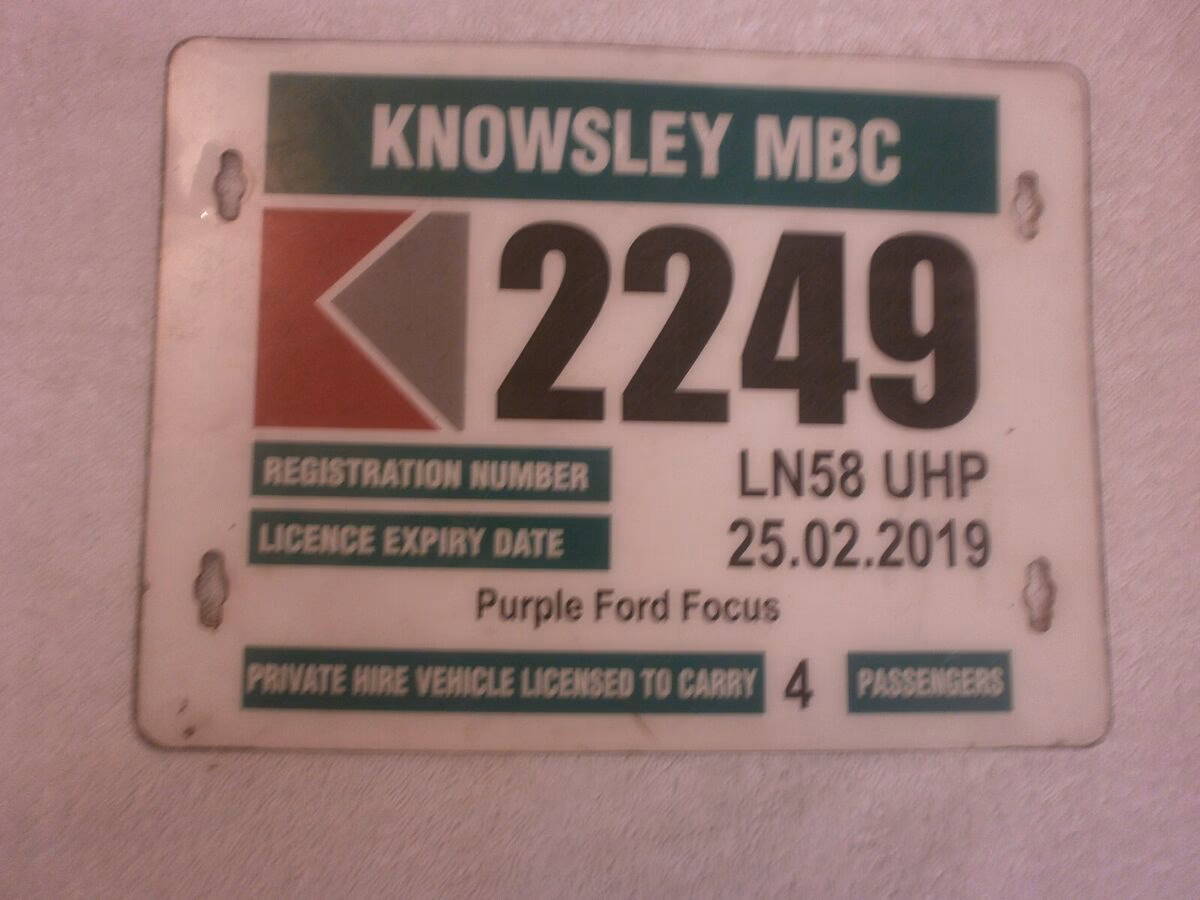 KNOWSLEY MBC
2249
REGISTRATION NUMBER LN58 UHP
LICENCE EXPIRY DATE 25.02.2019
Purple Ford Focus
PRIVATE HIRE VEHICLE LICENSED TO CARRY 4 PASSENGERS